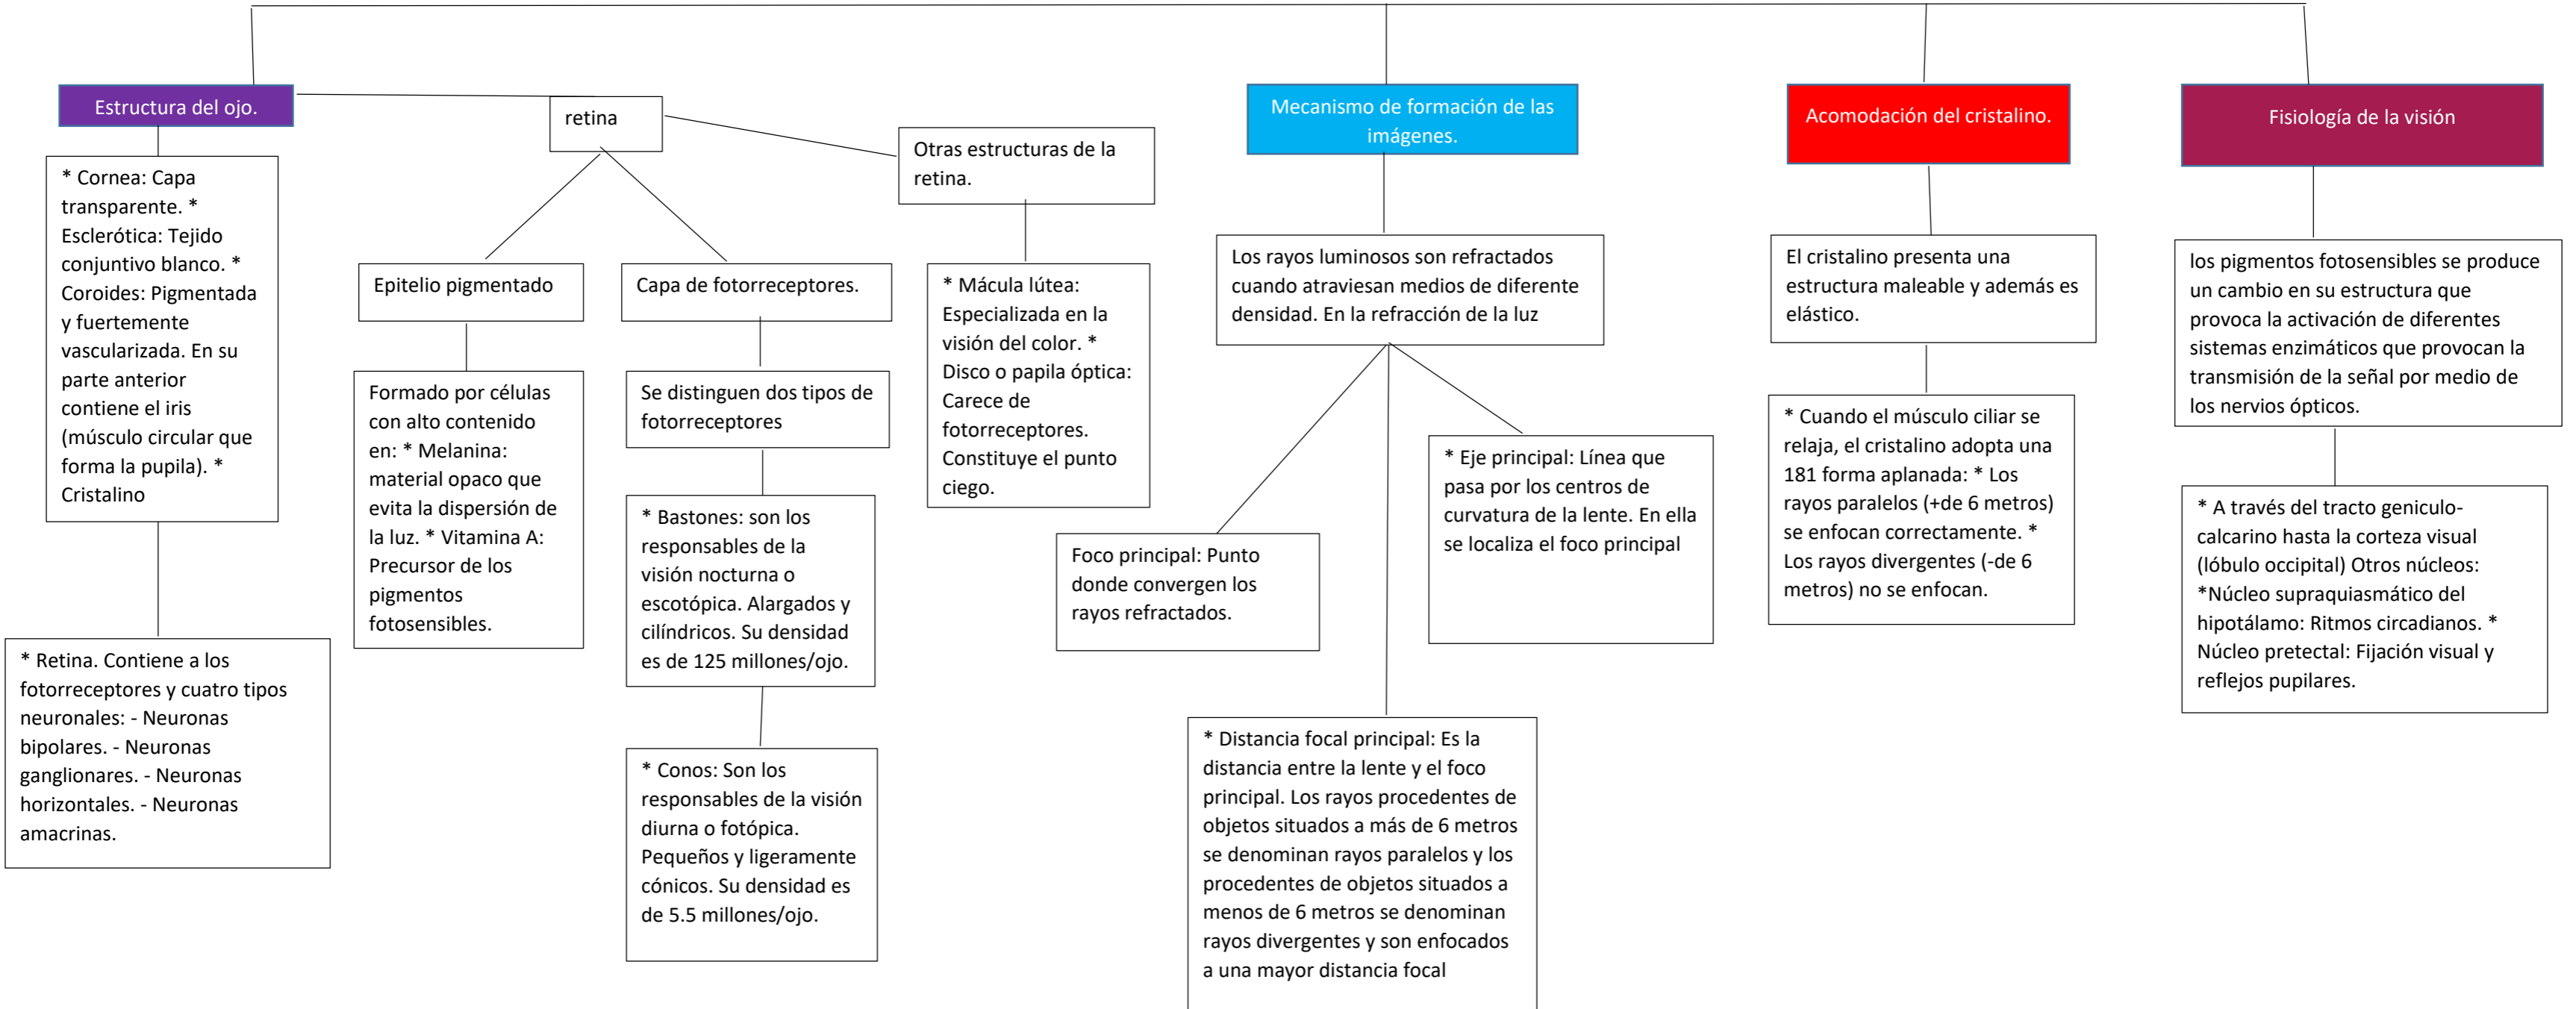 Estructura del ojo.
* Cornea: Capa
transparente. *
Esclerótica: Tejido
conjuntivo blanco. *
Coroides: Pigmentada
y fuertemente
vascularizada. En su
parte anterior
contiene el iris
(músculo circular que
forma la pupila). *
Cristalino
* Retina. Contiene a los
fotorreceptores y cuatro tipos
neuronales: - Neuronas
bipolares. - Neuronas
ganglionares. - Neuronas
horizontales. - Neuronas
amacrinas.
retina
Epitelio pigmentado
Formado por células
con alto contenido
en: * Melanina:
material opaco que
evita la dispersión de
la luz. * Vitamina A:
Precursor de los
pigmentos
fotosensibles.
Capa de fotorreceptores.
Se distinguen dos tipos de
fotorreceptores
* Bastones: son los
responsables de la
visión nocturna o
escotópica. Alargados y
cilíndricos. Su densidad
es de 125 millones/ojo.
* Conos: Son los
responsables de la visión
diurna o fotópica.
Pequeños y ligeramente
cónicos. Su densidad es
de 5.5 millones/ojo.
Otras estructuras de la
retina.
* Mácula lútea:
Especializada en la
visión del color. *
Disco o papila óptica:
Carece de
fotorreceptores.
Constituye el punto
ciego.
Mecanismo de formación de las
imágenes.
Los rayos luminosos son refractados
cuando atraviesan medios de diferente
densidad. En la refracción de la luz
Foco principal: Punto
donde convergen los
rayos refractados.
* Distancia focal principal: Es la
distancia entre la lente y el foco
principal. Los rayos procedentes de
objetos situados a más de 6 metros
se denominan rayos paralelos y los
procedentes de objetos situados a
menos de 6 metros se denominan
rayos divergentes y son enfocados
a una mayor distancia focal
* Eje principal: Línea que
pasa por los centros de
curvatura de la lente. En ella
se localiza el foco principal
Acomodación del cristalino.
El cristalino presenta una
estructura maleable y además es
elástico.
* Cuando el músculo ciliar se
relaja, el cristalino adopta una
181 forma aplanada: * Los
rayos paralelos (+de 6 metros)
se enfocan correctamente. *
Los rayos divergentes (-de 6
metros) no se enfocan.
Fisiología de la visión
los pigmentos fotosensibles se produce
un cambio en su estructura que
provoca la activación de diferentes
sistemas enzimáticos que provocan la
transmisión de la señal por medio de
los nervios ópticos.
* A través del tracto geniculo-
calcarino hasta la corteza visual
(lóbulo occipital) Otros núcleos:
*Núcleo supraquiasmático del
hipotálamo: Ritmos circadianos. *
Núcleo pretectal: Fijación visual y
reflejos pupilares.